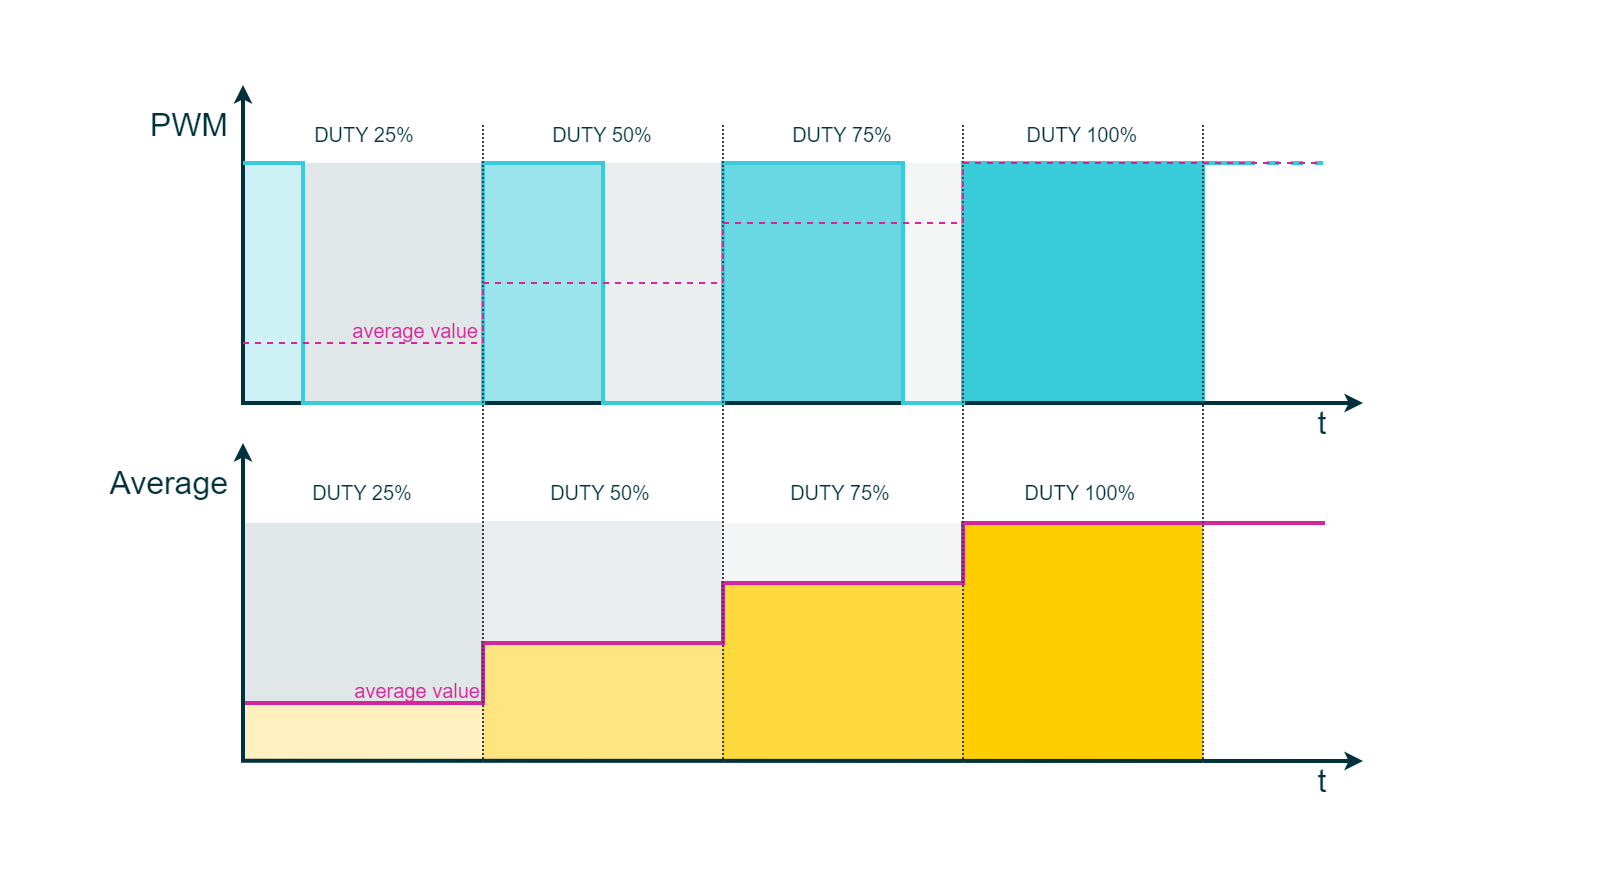 PWM
DUTY 25%
DUTY 50%
DUTY 75%
DUTY 100%
average value
t
Average
DUTY 25%
DUTY 50%
DUTY 75%
DUTY 100%
average value
t